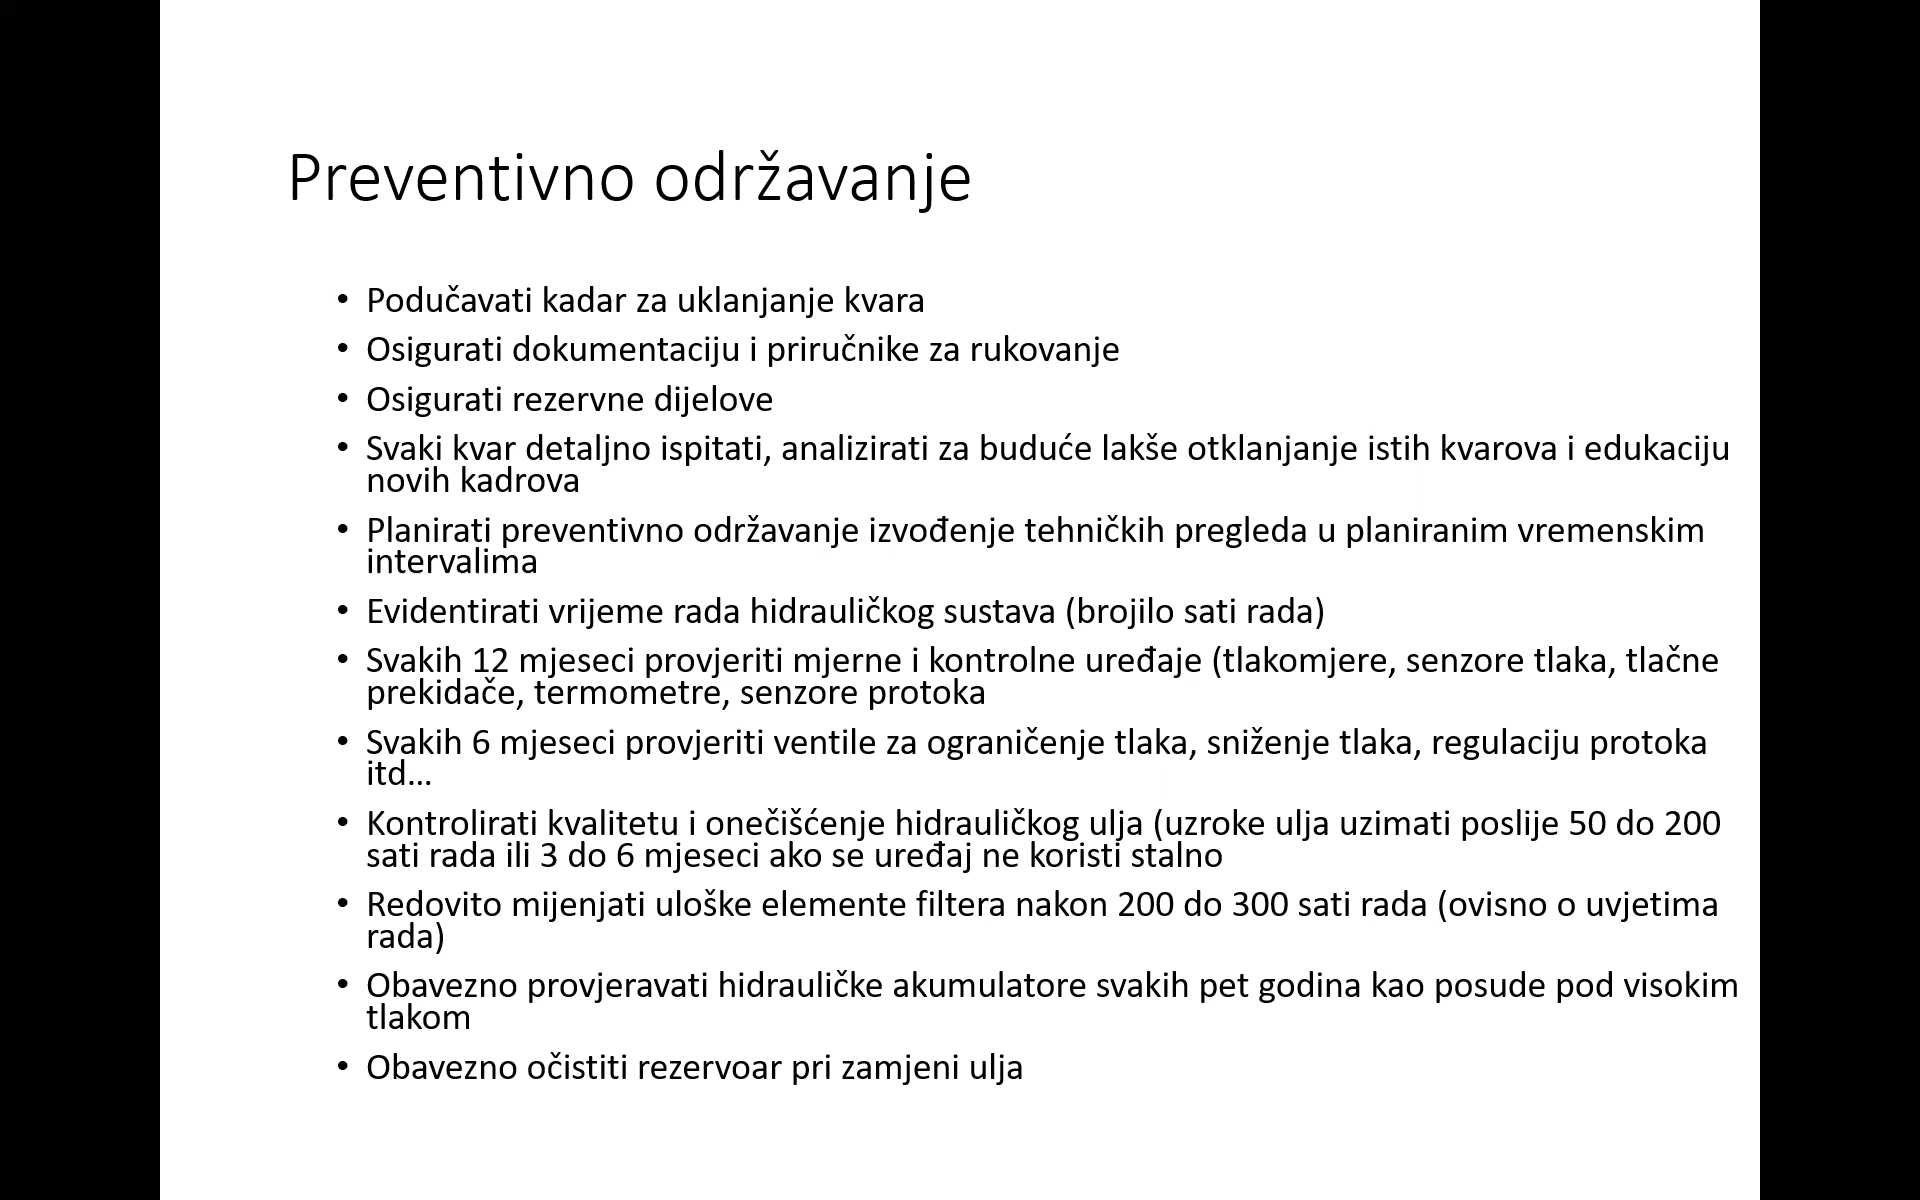 Preventivno održavanje
• Podučavati kadar za uklanjanje kvara
• Osigurati dokumentaciju i priručnike za rukovanje
• Osigurati rezervne dijelove
• Svaki kvar detaljno ispitati, analizirati za buduće lakše otklanjanje istih kvarova i edukaciju
novih kadrova
• Planirati preventivno održavanje izvođenje tehničkih pregleda u planiranim vremenskim
intervalima
• Evidentirati vrijeme rada hidrauličkog sustava (brojilo sati rada)
• Svakih 12 mjeseci provjeriti mjerne i kontrolne uređaje (tlakomjere, senzore tlaka, tlačne
prekidače, termometre, senzore protoka
• Svakih 6 mjeseci provjeriti ventile za ograničenje tlaka, sniženje tlaka, regulaciju protoka
itd…
• Kontrolirati kvalitetu i onečišćenje hidrauličkog ulja (uzroke ulja uzimati poslije 50 do 200
sati rada ili 3 do 6 mjeseci ako se uređaj ne koristi stalno
• Redovito mijenjati uloške elemente filtera nakon 200 do 300 sati rada (ovisno o uvjetima
rada)
• Obavezno provjeravati hidrauličke akumulatore svakih pet godina kao posude pod visokim
tlakom
• Obavezno očistiti rezervoar pri zamjeni ulja